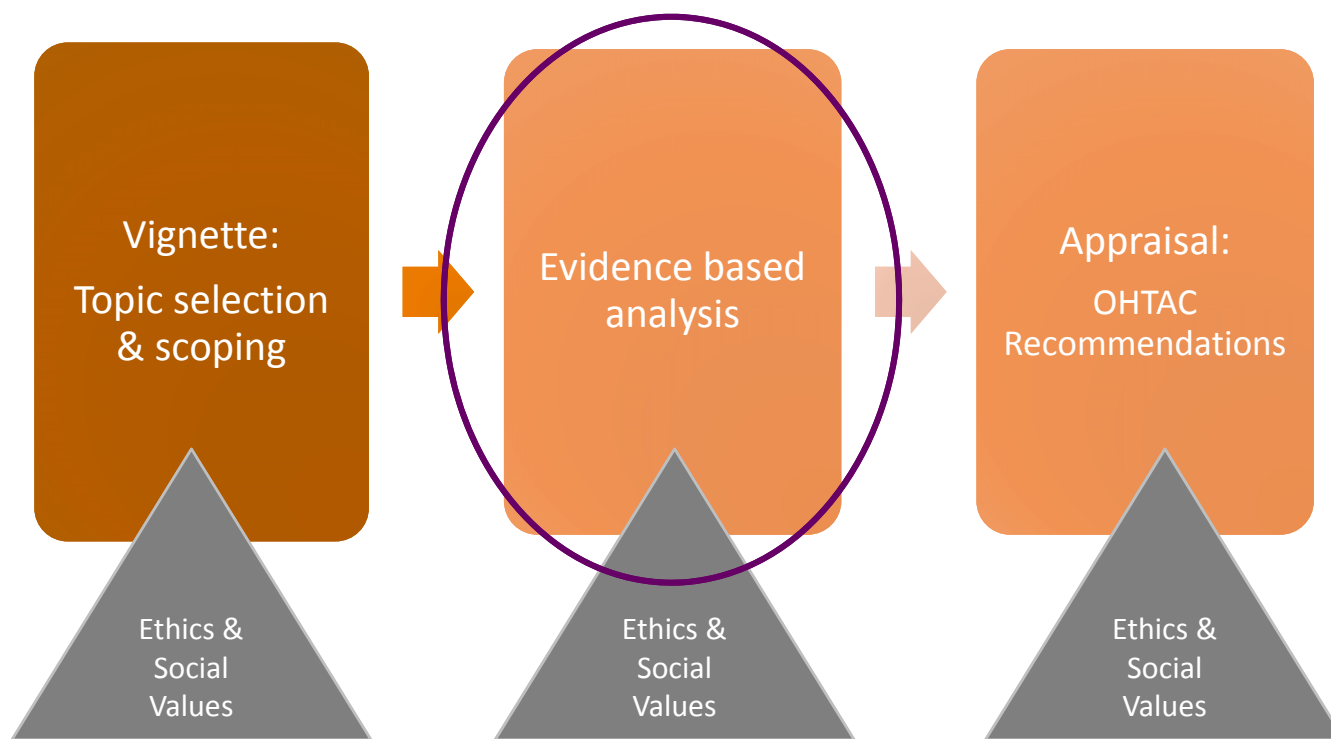 Vignette:
Topic selection
& scoping
Evidence based
analysis
Appraisal:
OHTAC
Recommendations
Ethics &
Social
Values
Ethics &
Social
Values
Ethics &
Social
Values